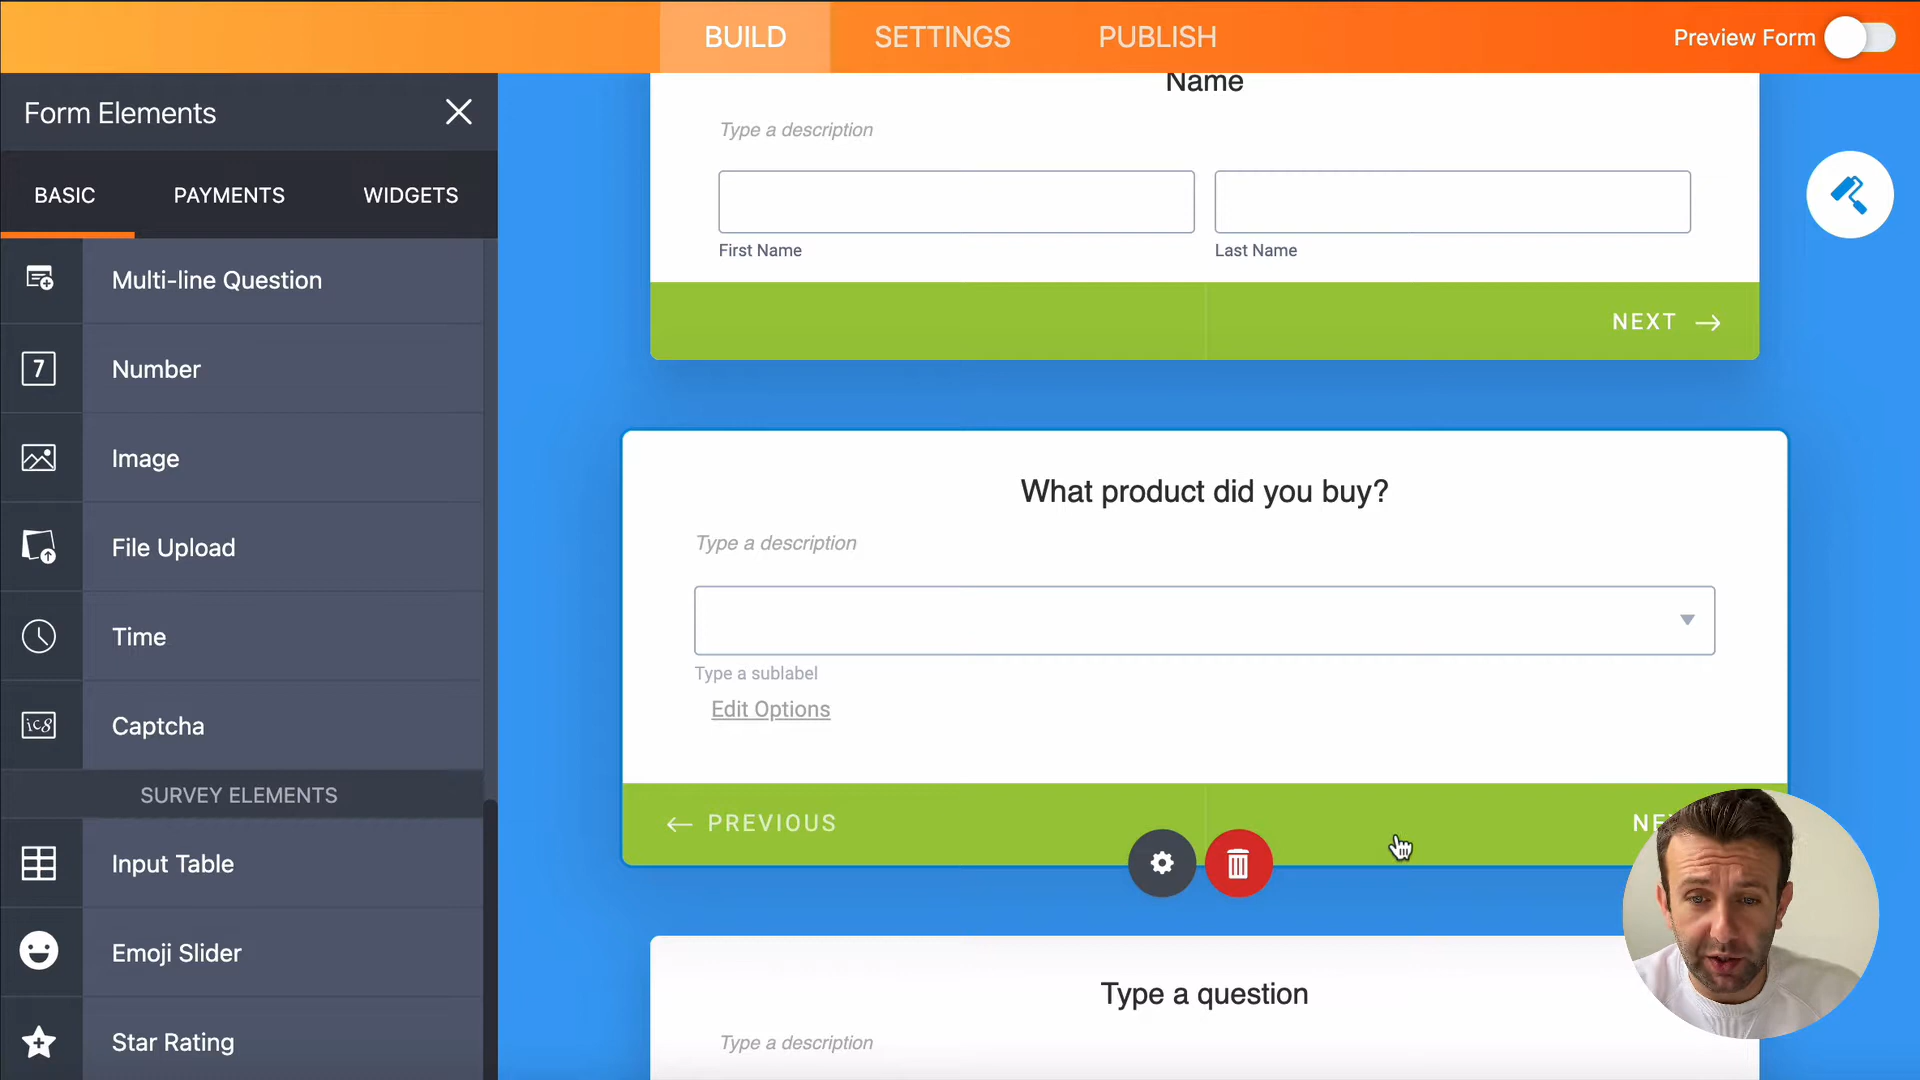 BUILD
SETTINGS
PUBLISH
Preview Form
Form Elements
BASIC
PAYMENTS
WIDGETS
Multi-line Question
7
Number
Image
File Upload
Time
ic8
Captcha
SURVEY ELEMENTS
Input Table
Emoji Slider
Star Rating
Name
Type a description
First Name
Last Name
NEXT
What product did you buy?
Type a description
Type a sublabel
Edit Options
PREVIOUS
Type a question
Type a description